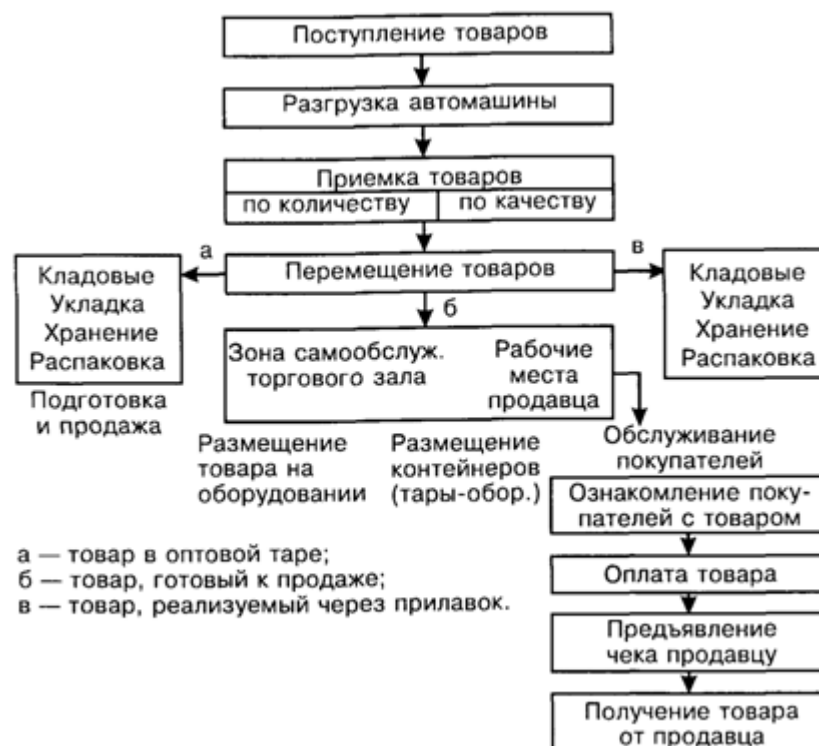 Поступление товаров
Разгрузка автомашины
Приемка товаров
по количеству
по качеству
а
Перемещение товаров
в
Кладовые
Укладка
Хранение
Распаковка
Подготовка
и продажа
б
Кладовые
Укладка
Хранение
Распаковка
Зона самообслуж.
торгового зала
Рабочие
места
продавца
Размещение
товара на
оборудовании
Размещение
контейнеров
(тары-обор.)
Обслуживание
покупателей
Ознакомление поку-
пателей с товаром
Оплата товара
Предъявление
чека продавцу
Получение товара
от продавца
а — товар в оптовой таре;
б — товар, готовый к продаже;
в — товар, реализуемый через прилавок.